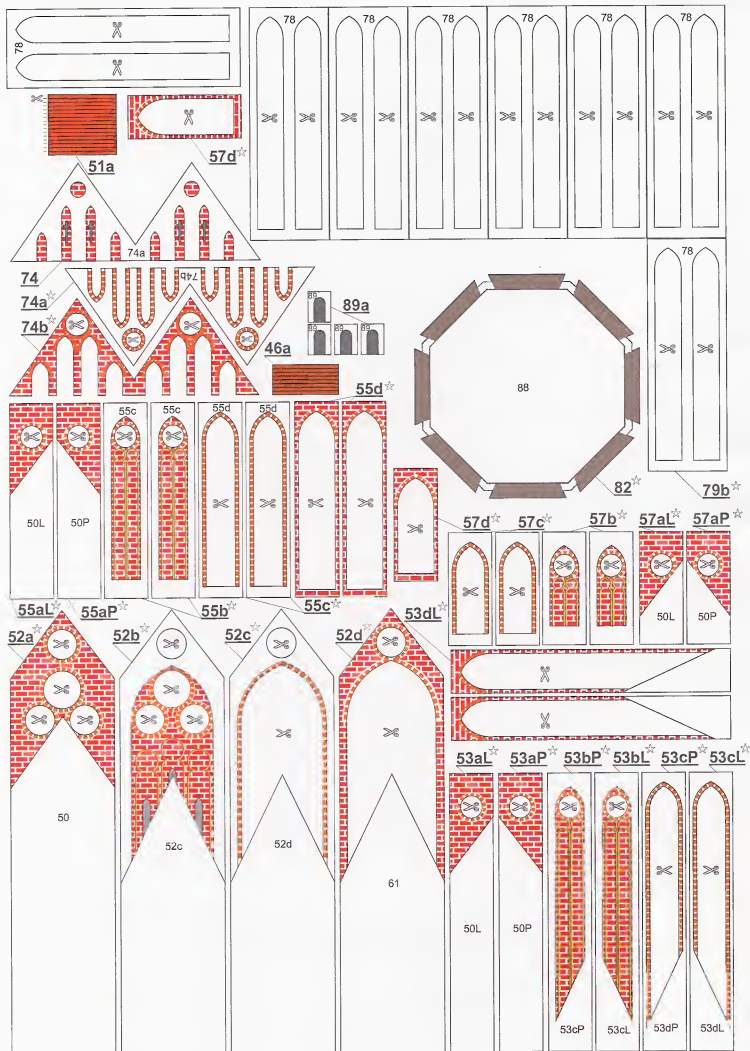 78
78
78
78
78
78
78
78
51a
57d☆
74a
74
74b
74a☆
74b☆
89
89a
89
89
89
46a
88
82☆
78
79b☆
55d☆
55c
55c
55d
55d
50L
50P
57d☆
57c☆
57b☆
57aL☆
57aP☆
50L
50P
55aL☆
55aP☆
55b☆
55c☆
52a☆
52b☆
52c☆
52d☆
53dL☆
53aL☆
53aP☆
53bP☆
53bL☆
53cP☆
53cL☆
50
52c
52d
61
50L
50P
53cP
53cL
53dP
53dL